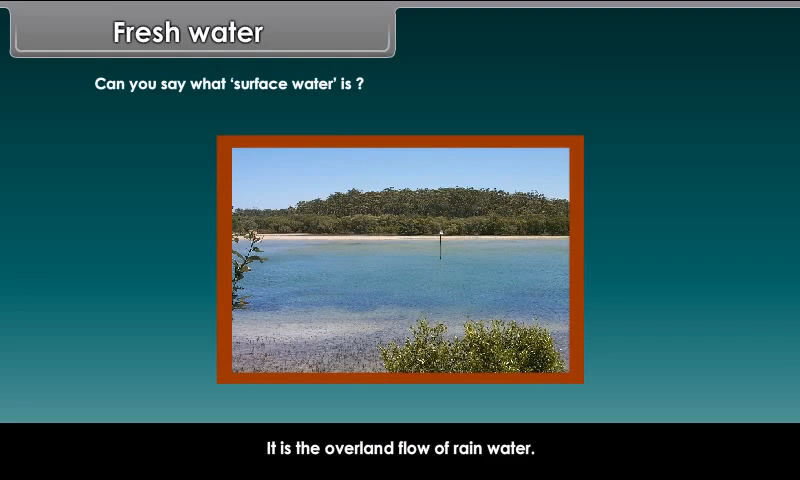 Fresh water
Can you say what ‘surface water’ is ?
It is the overland flow of rain water.